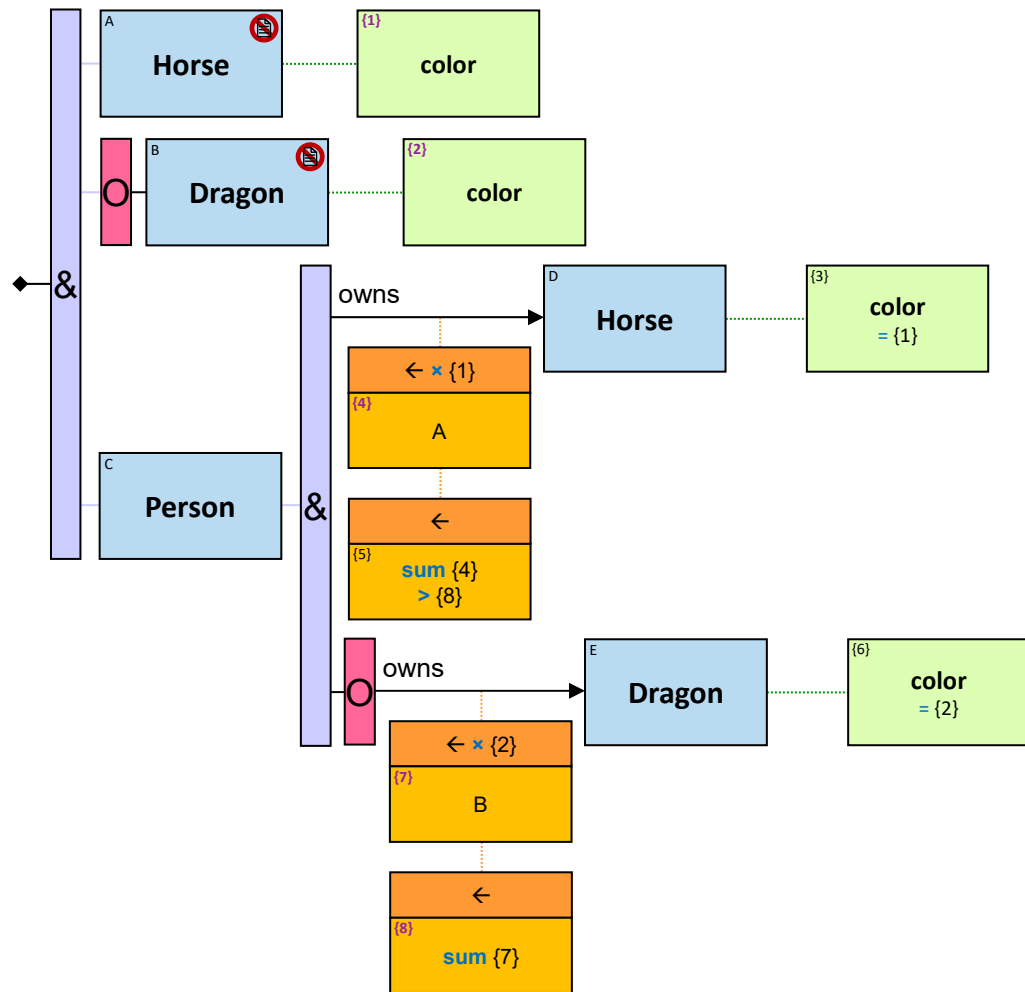 A
Horse
{1}
color
O
B
Dragon
{2}
color
&
owns
D
Horse
{3}
color
= {1}
← × {1}
{4}
A
C
Person
&
←
{5}
sum {4}
> {8}
O
owns
E
Dragon
{6}
color
= {2}
← × {2}
{7}
B
←
{8}
sum {7}